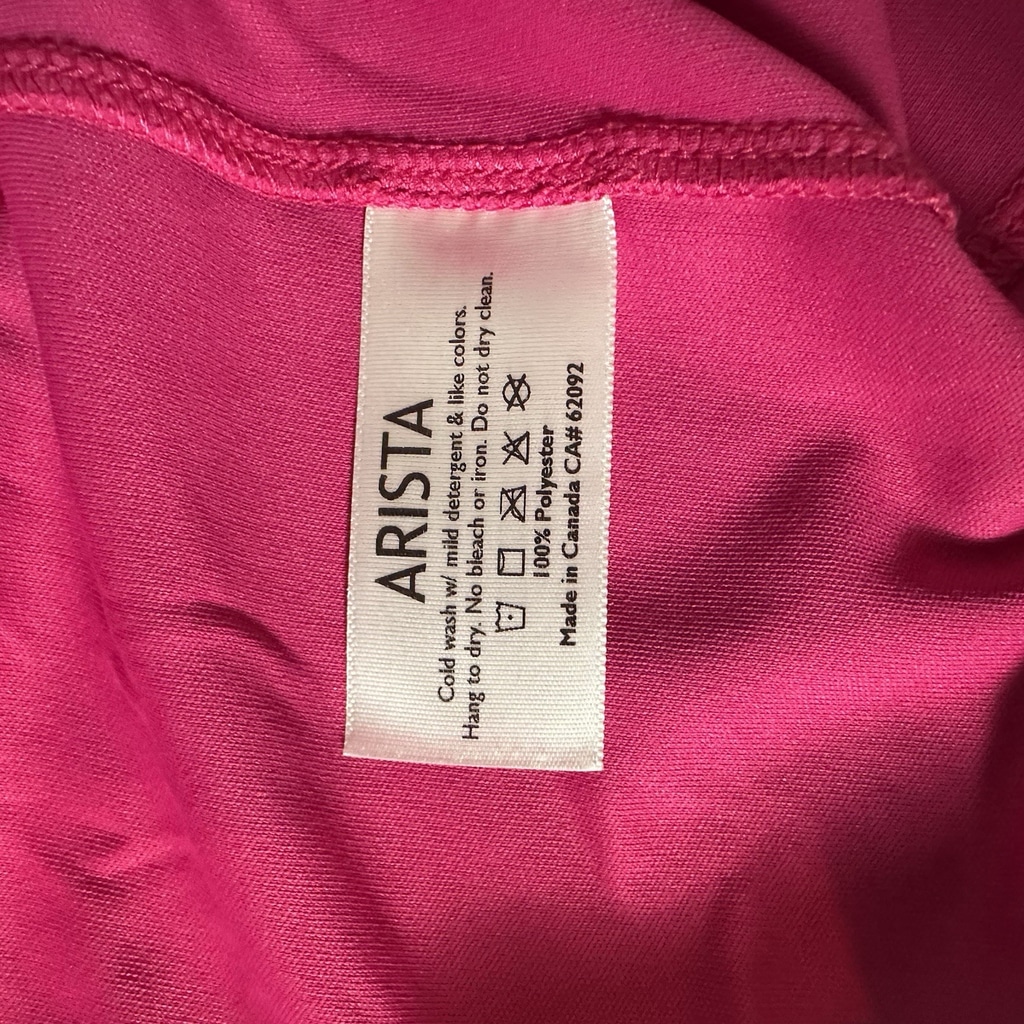 ARISTA
Cold wash w/ mild detergent & like colors.
Hang to dry. No bleach or iron. Do not dry clean.
100% Polyester
Made in Canada CA# 62092